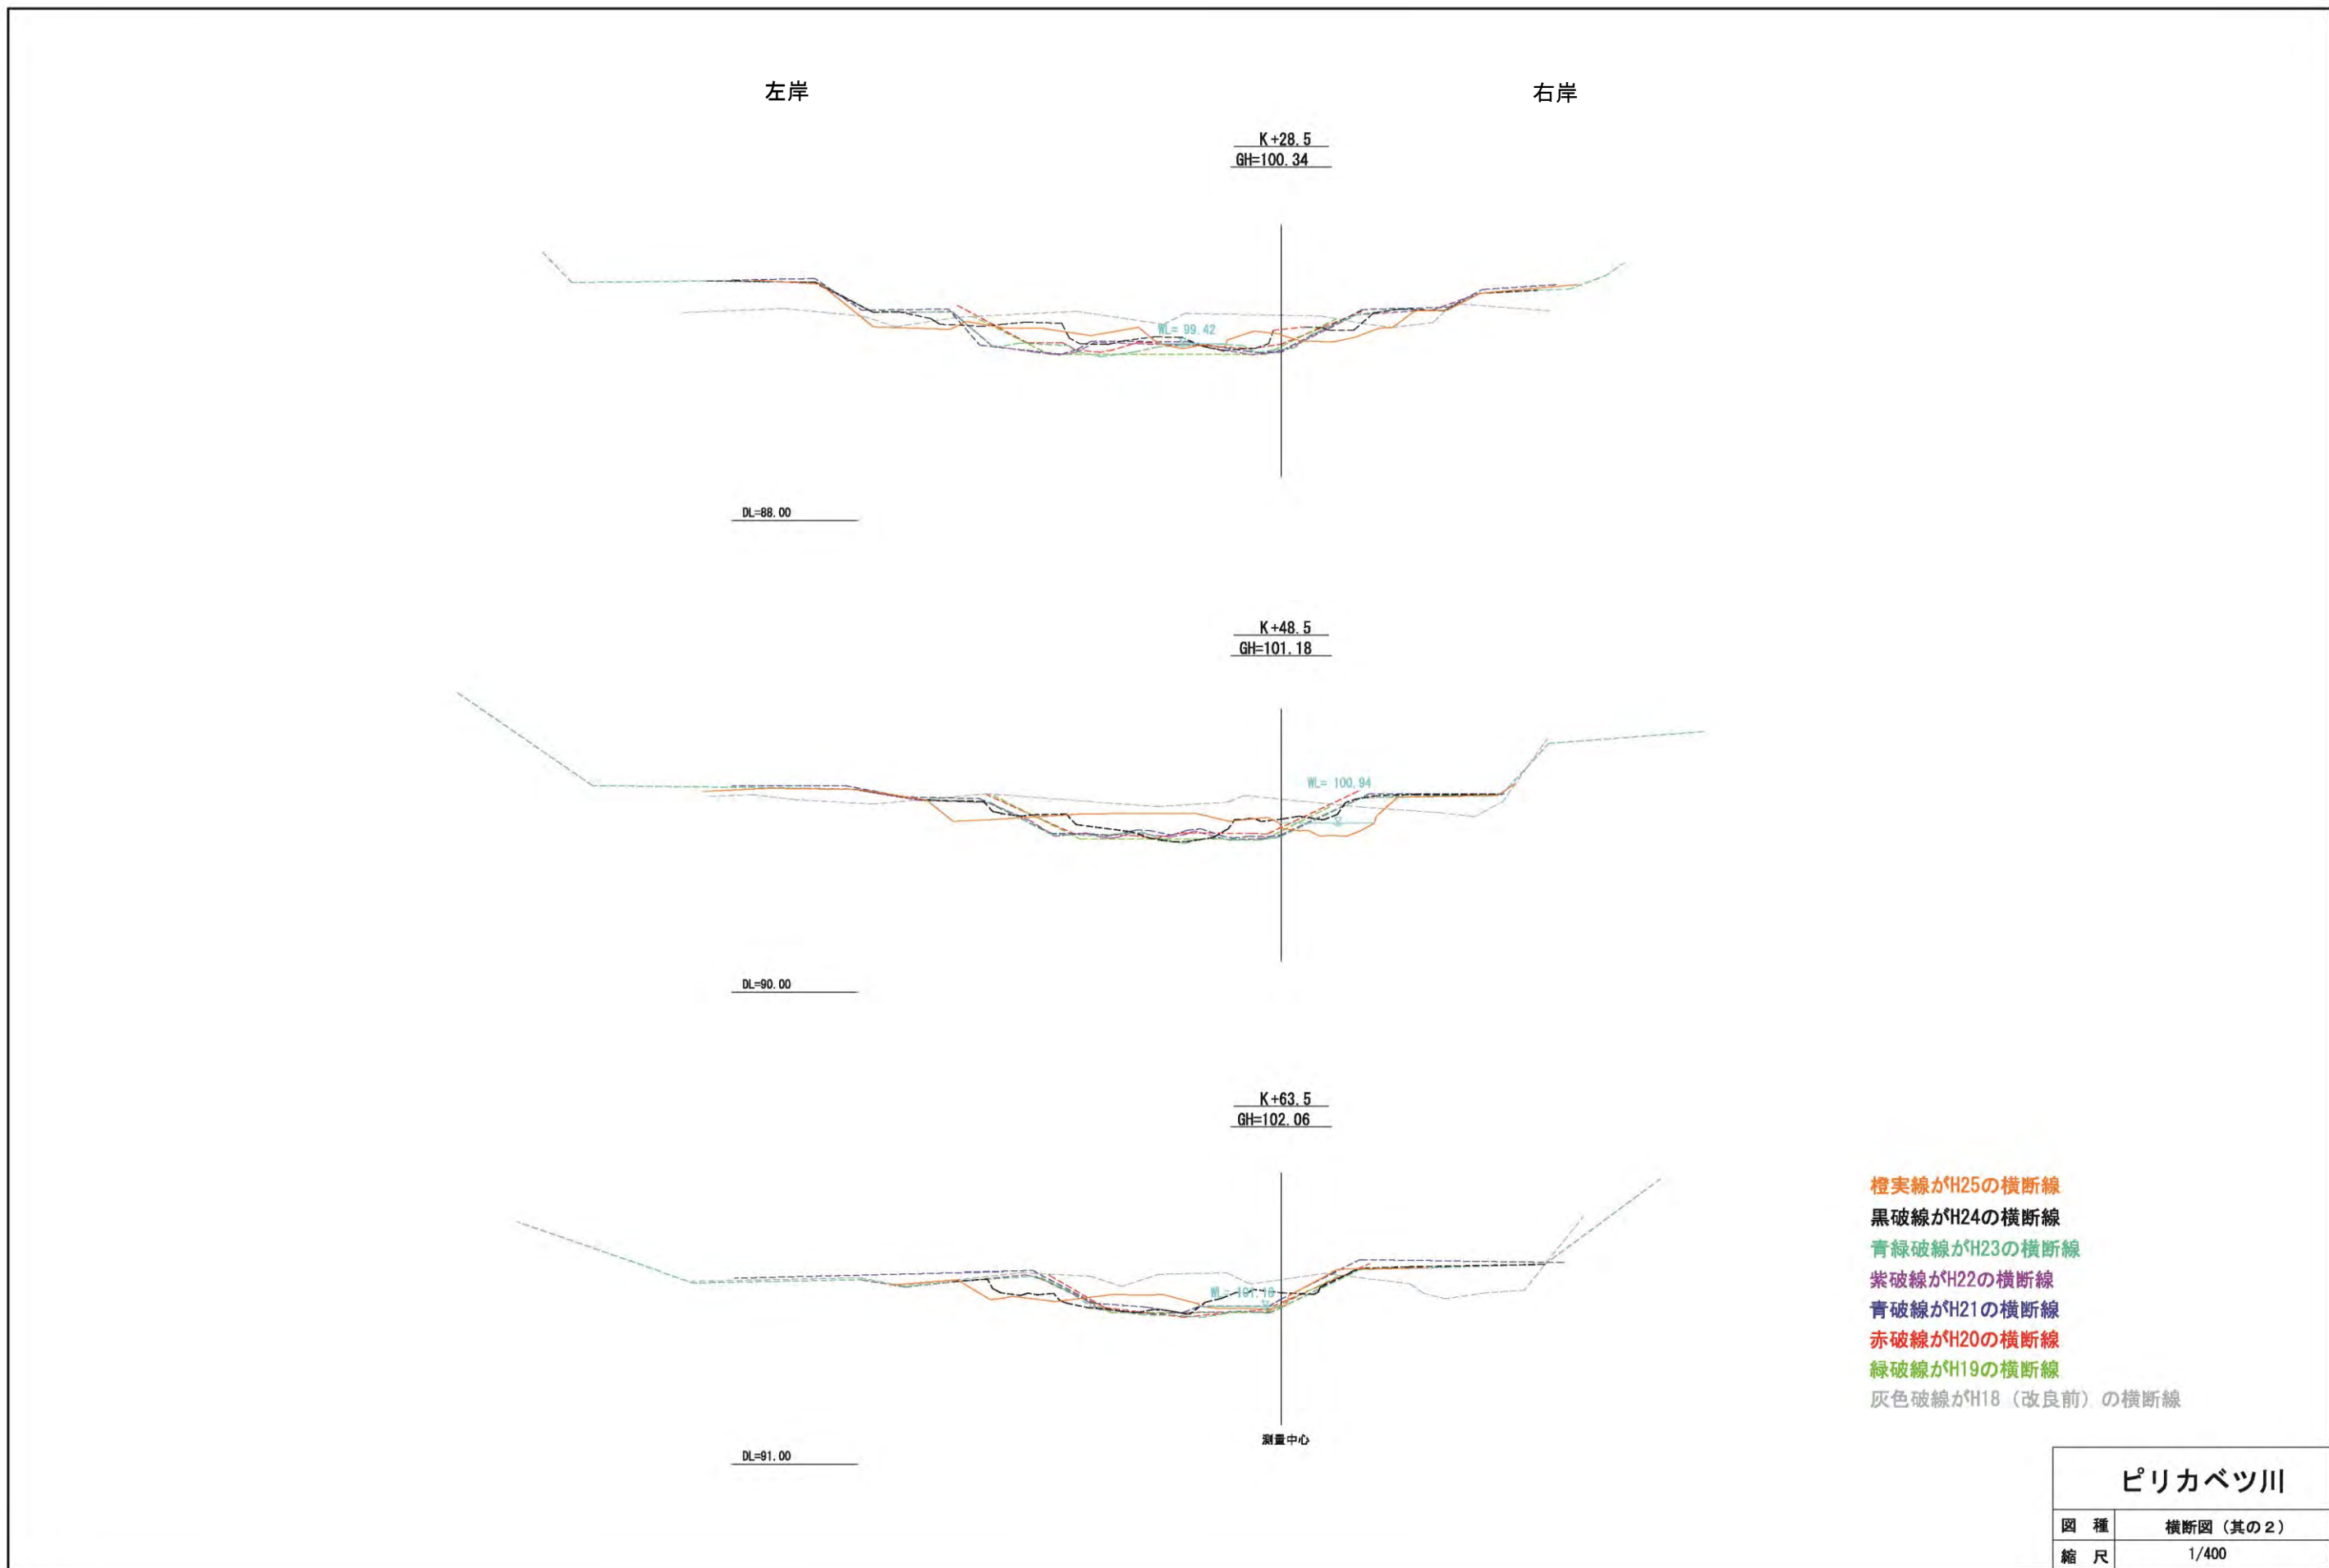 左岸
右岸
K+28.5
GH=100.34
WL= 99.42
DL=88.00
K+48.5
GH=101.18
WL= 100.94
DL=90.00
K+63.5
GH=102.06
WL= 101.10
測量中心
DL=91.00
橙実線がH25の横断線
黒破線がH24の横断線
青緑破線がH23の横断線
紫破線がH22の横断線
青破線がH21の横断線
赤破線がH20の横断線
緑破線がH19の横断線
灰色破線がH18（改良前）の横断線
ピリカベツ川
図 種 横断図（其の２）
縮 尺 1/400